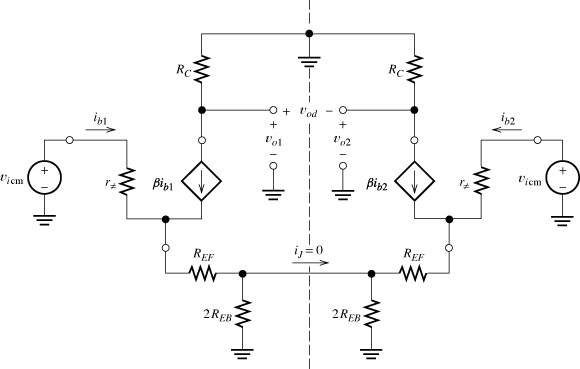 R_C
R_C
i_b1
+ v_od −
i_b2
+
v_o1
−
+
v_o2
−
v_icm
+
−
r_≠
βi_b1
βi_b2
r_≠
+
−
v_icm
R_EF
i_J = 0
R_EF
2R_EB
2R_EB